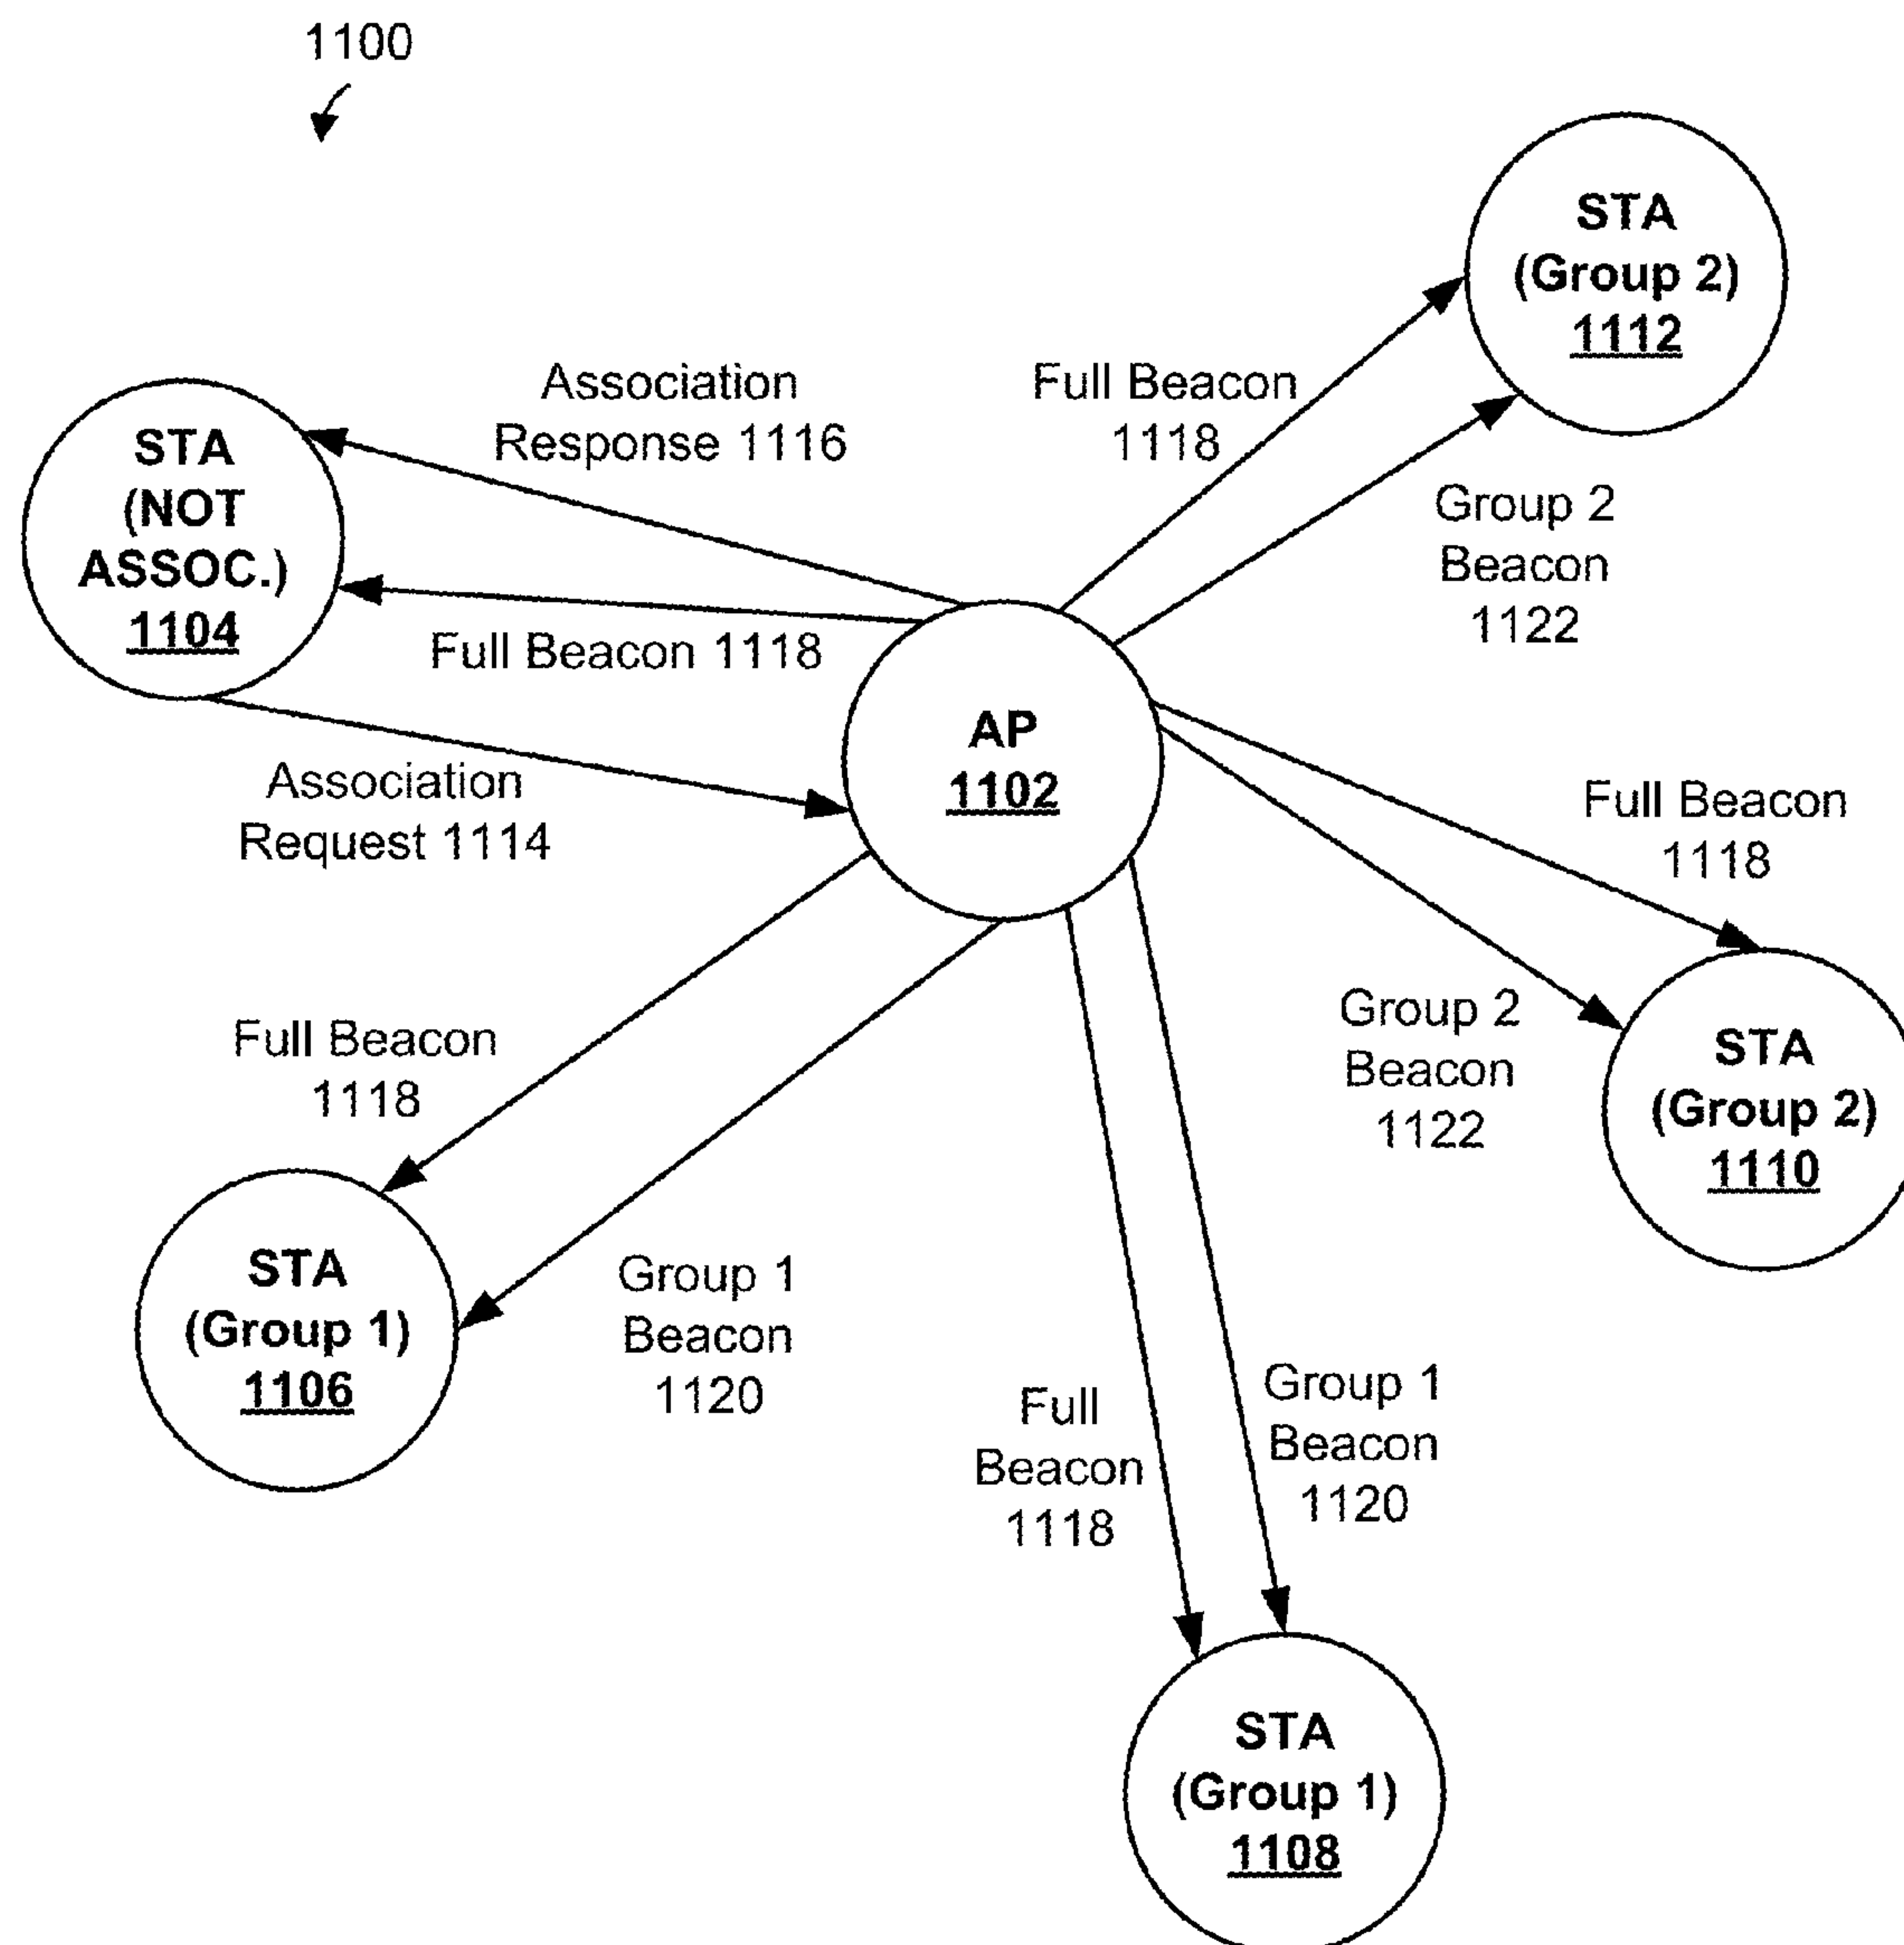 1100
STA
(Group 2)
1112
Association
Response 1116
Full Beacon
1118
Group 2
Beacon
1122
STA
(NOT
ASSOC.)
1104
Full Beacon 1118
AP
1102
Association
Request 1114
Full Beacon
1118
Group 2
Beacon
1122
STA
(Group 2)
1110
Full Beacon
1118
STA
(Group 1)
1106
Group 1
Beacon
1120
Full
Beacon
1118
Group 1
Beacon
1120
STA
(Group 1)
1108